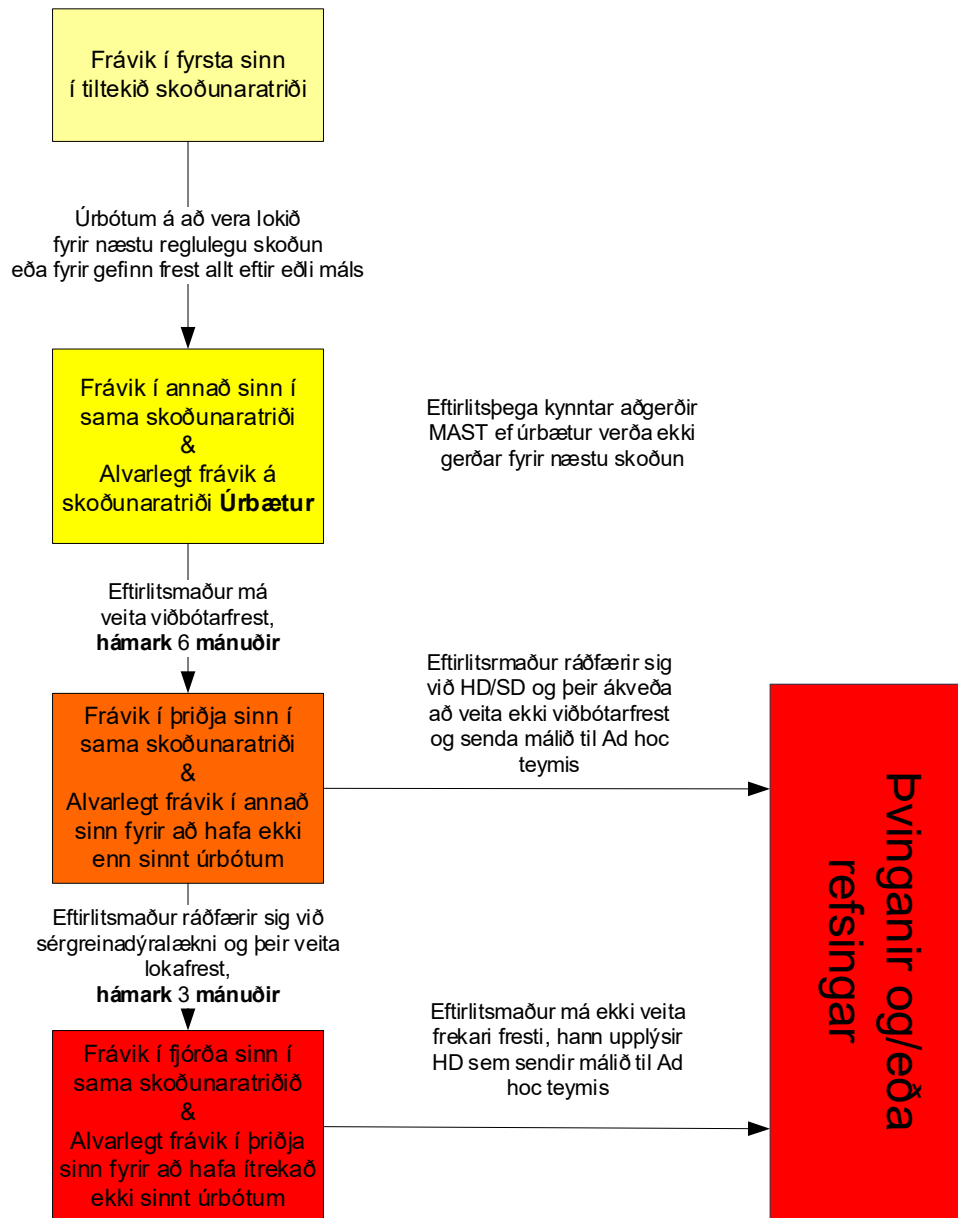 Frávik í fyrsta sinn
í tiltekið skoðunaratriði
Úrbótum á að vera lokið
fyrir næstu reglulegu skoðun
eða fyrir gefinn frest allt eftir eðli máls
Frávik í annað sinn í
sama skoðunaratriði
&
Alvarlegt frávik á
skoðunaratriði Úrbætur
Eftirlitsþega kynntar aðgerðir
MAST ef úrbætur verða ekki
gerðar fyrir næstu skoðun
Eftirlitsmaður má
veita viðbótarfrest,
hámark 6 mánuðir
Frávik í þriðja sinn í
sama skoðunaratriði
&
Alvarlegt frávik í annað
sinn fyrir að hafa ekki
enn sinnt úrbótum
Eftirlitsrmaður ráðfærir sig
við HD/SD og þeir ákveða
að veita ekki viðbótarfrest
og senda málið til Ad hoc
teymis
Þvinganir og/eða
refsingar
Eftirlitsmaður ráðfærir sig við
sérgreinadýralækni og þeir veita
lokafrest,
hámark 3 mánuðir
Frávik í fjórða sinn í
sama skoðunaratriðið
&
Alvarlegt frávik í þriðja
sinn fyrir að hafa ítrekað
ekki sinnt úrbótum
Eftirlitsmaður má ekki veita
frekari fresti, hann upplýsir
HD sem sendir málið til Ad
hoc teymis